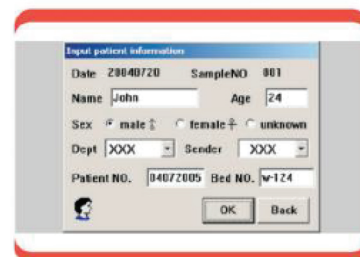 Input patient information
Date 20040720 SampleNO 001
Name John Age 24
Sex male ♂ female ♀ unknown
Dept XXX Sender XXX
Patient NO. 04072005 Bed NO. w-124
OK Back